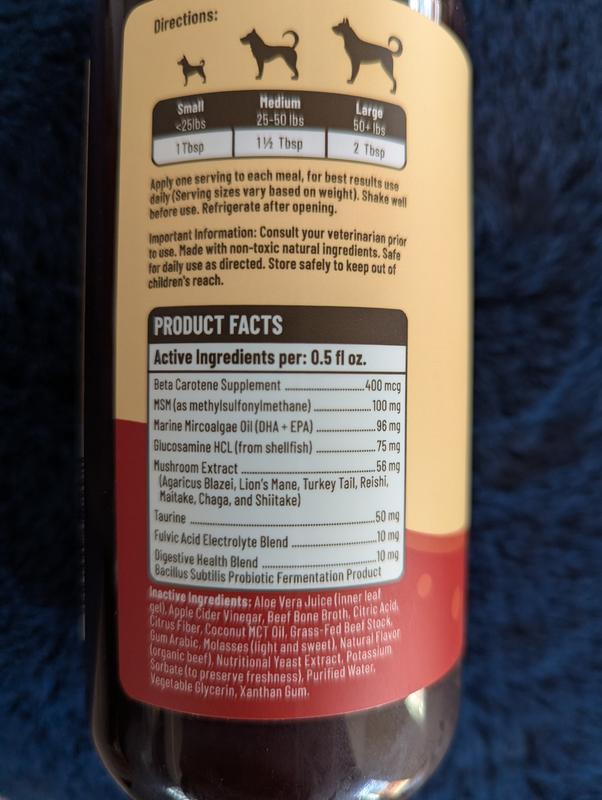 Directions:
Small Medium Large
<25lbs 25-50 lbs 50+ lbs
1 Tbsp 1½ Tbsp 2 Tbsp
Apply one serving to each meal, for best results use
daily (Serving sizes vary based on weight). Shake well
before use. Refrigerate after opening.
Important Information: Consult your veterinarian prior
to use. Made with non-toxic natural ingredients. Safe
for daily use as directed. Store safely to keep out of
children's reach.
PRODUCT FACTS
Active Ingredients per: 0.5 fl oz.
Beta Carotene Supplement ........ 400 mcg
MSM (as methylsulfonylmethane) ........ 100 mg
Marine Mircoalgae Oil (DHA + EPA) ........ 96 mg
Glucosamine HCL (from shellfish) ........ 75 mg
Mushroom Extract ........ 56 mg
(Agaricus Blazei, Lion's Mane, Turkey Tail, Reishi,
Maitake, Chaga, and Shiitake)
Taurine ........ 50 mg
Fulvic Acid Electrolyte Blend ........ 10 mg
Digestive Health Blend ........ 10 mg
Bacillus Subtilis Probiotic Fermentation Product
Inactive Ingredients: Aloe Vera Juice (inner leaf
gel), Apple Cider Vinegar, Beef Bone Broth, Citric Acid,
Citrus Fiber, Coconut MCT Oil, Grass-Fed Beef Stock,
Gum Arabic, Molasses (light and sweet), Natural Flavor
(organic beef), Nutritional Yeast Extract, Potassium
Sorbate (to preserve freshness), Purified Water,
Vegetable Glycerin, Xanthan Gum.